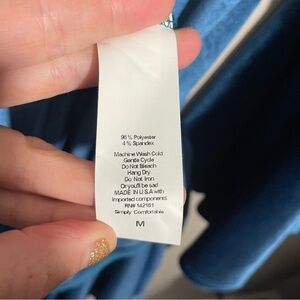 96% Polyester
4% Spandex
Machine Wash Cold
Gentle Cycle
Do Not Bleach
Hang Dry
Do Not Iron
Or you'll be sad
MADE IN U.S.A with
Imported components
RN# 142161
Simply Comfortable
M